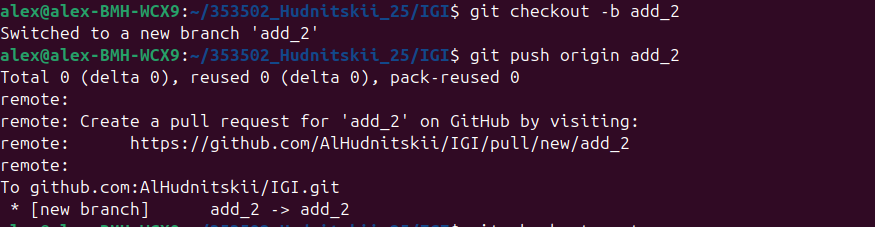 alex@alex-BMH-WCX9:~/353502_Hudnitskii_25/IGI$ git checkout -b add_2
Switched to a new branch 'add_2'
alex@alex-BMH-WCX9:~/353502_Hudnitskii_25/IGI$ git push origin add_2
Total 0 (delta 0), reused 0 (delta 0), pack-reused 0
remote:
remote: Create a pull request for 'add_2' on GitHub by visiting:
remote:      https://github.com/AlHudnitskii/IGI/pull/new/add_2
remote:
To github.com:AlHudnitskii/IGI.git
 * [new branch]      add_2 -> add_2